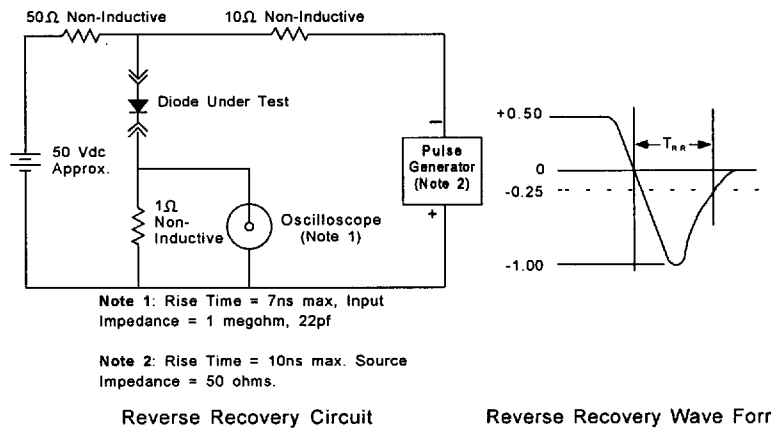 50Ω Non-Inductive
10Ω Non-Inductive
Diode Under Test
50 Vdc
Approx.
1Ω
Non-
Inductive
Oscilloscope
(Note 1)
−
Pulse
Generator
(Note 2)
+
+0.50
TRR
0
-0.25
-1.00
Note 1: Rise Time = 7ns max, Input
Impedance = 1 megohm, 22pf
Note 2: Rise Time = 10ns max. Source
Impedance = 50 ohms.
Reverse Recovery Circuit
Reverse Recovery Wave Forr